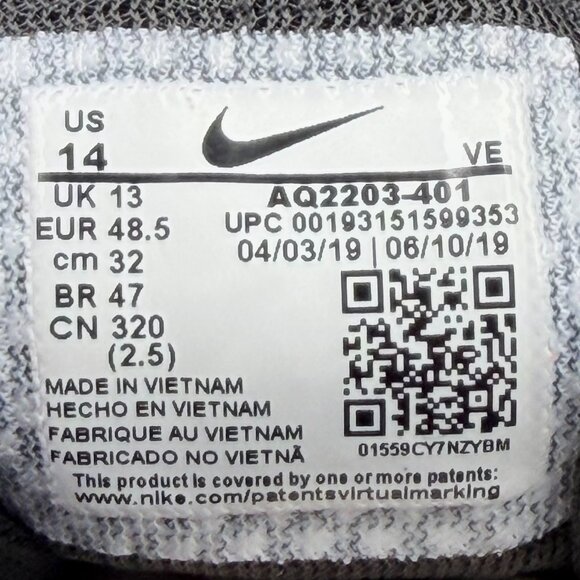 US
14
VE
UK 13
AQ2203-401
EUR 48.5
UPC 00193151599353
cm 32
04/03/19 | 06/10/19
BR 47
CN 320
(2.5)
MADE IN VIETNAM
HECHO EN VIETNAM
FABRIQUE AU VIETNAM
FABRICADO NO VIETNÃ
01559CY7NZYBM
This product is covered by one or more patents:
www.nike.com/patentsvirtualmarking